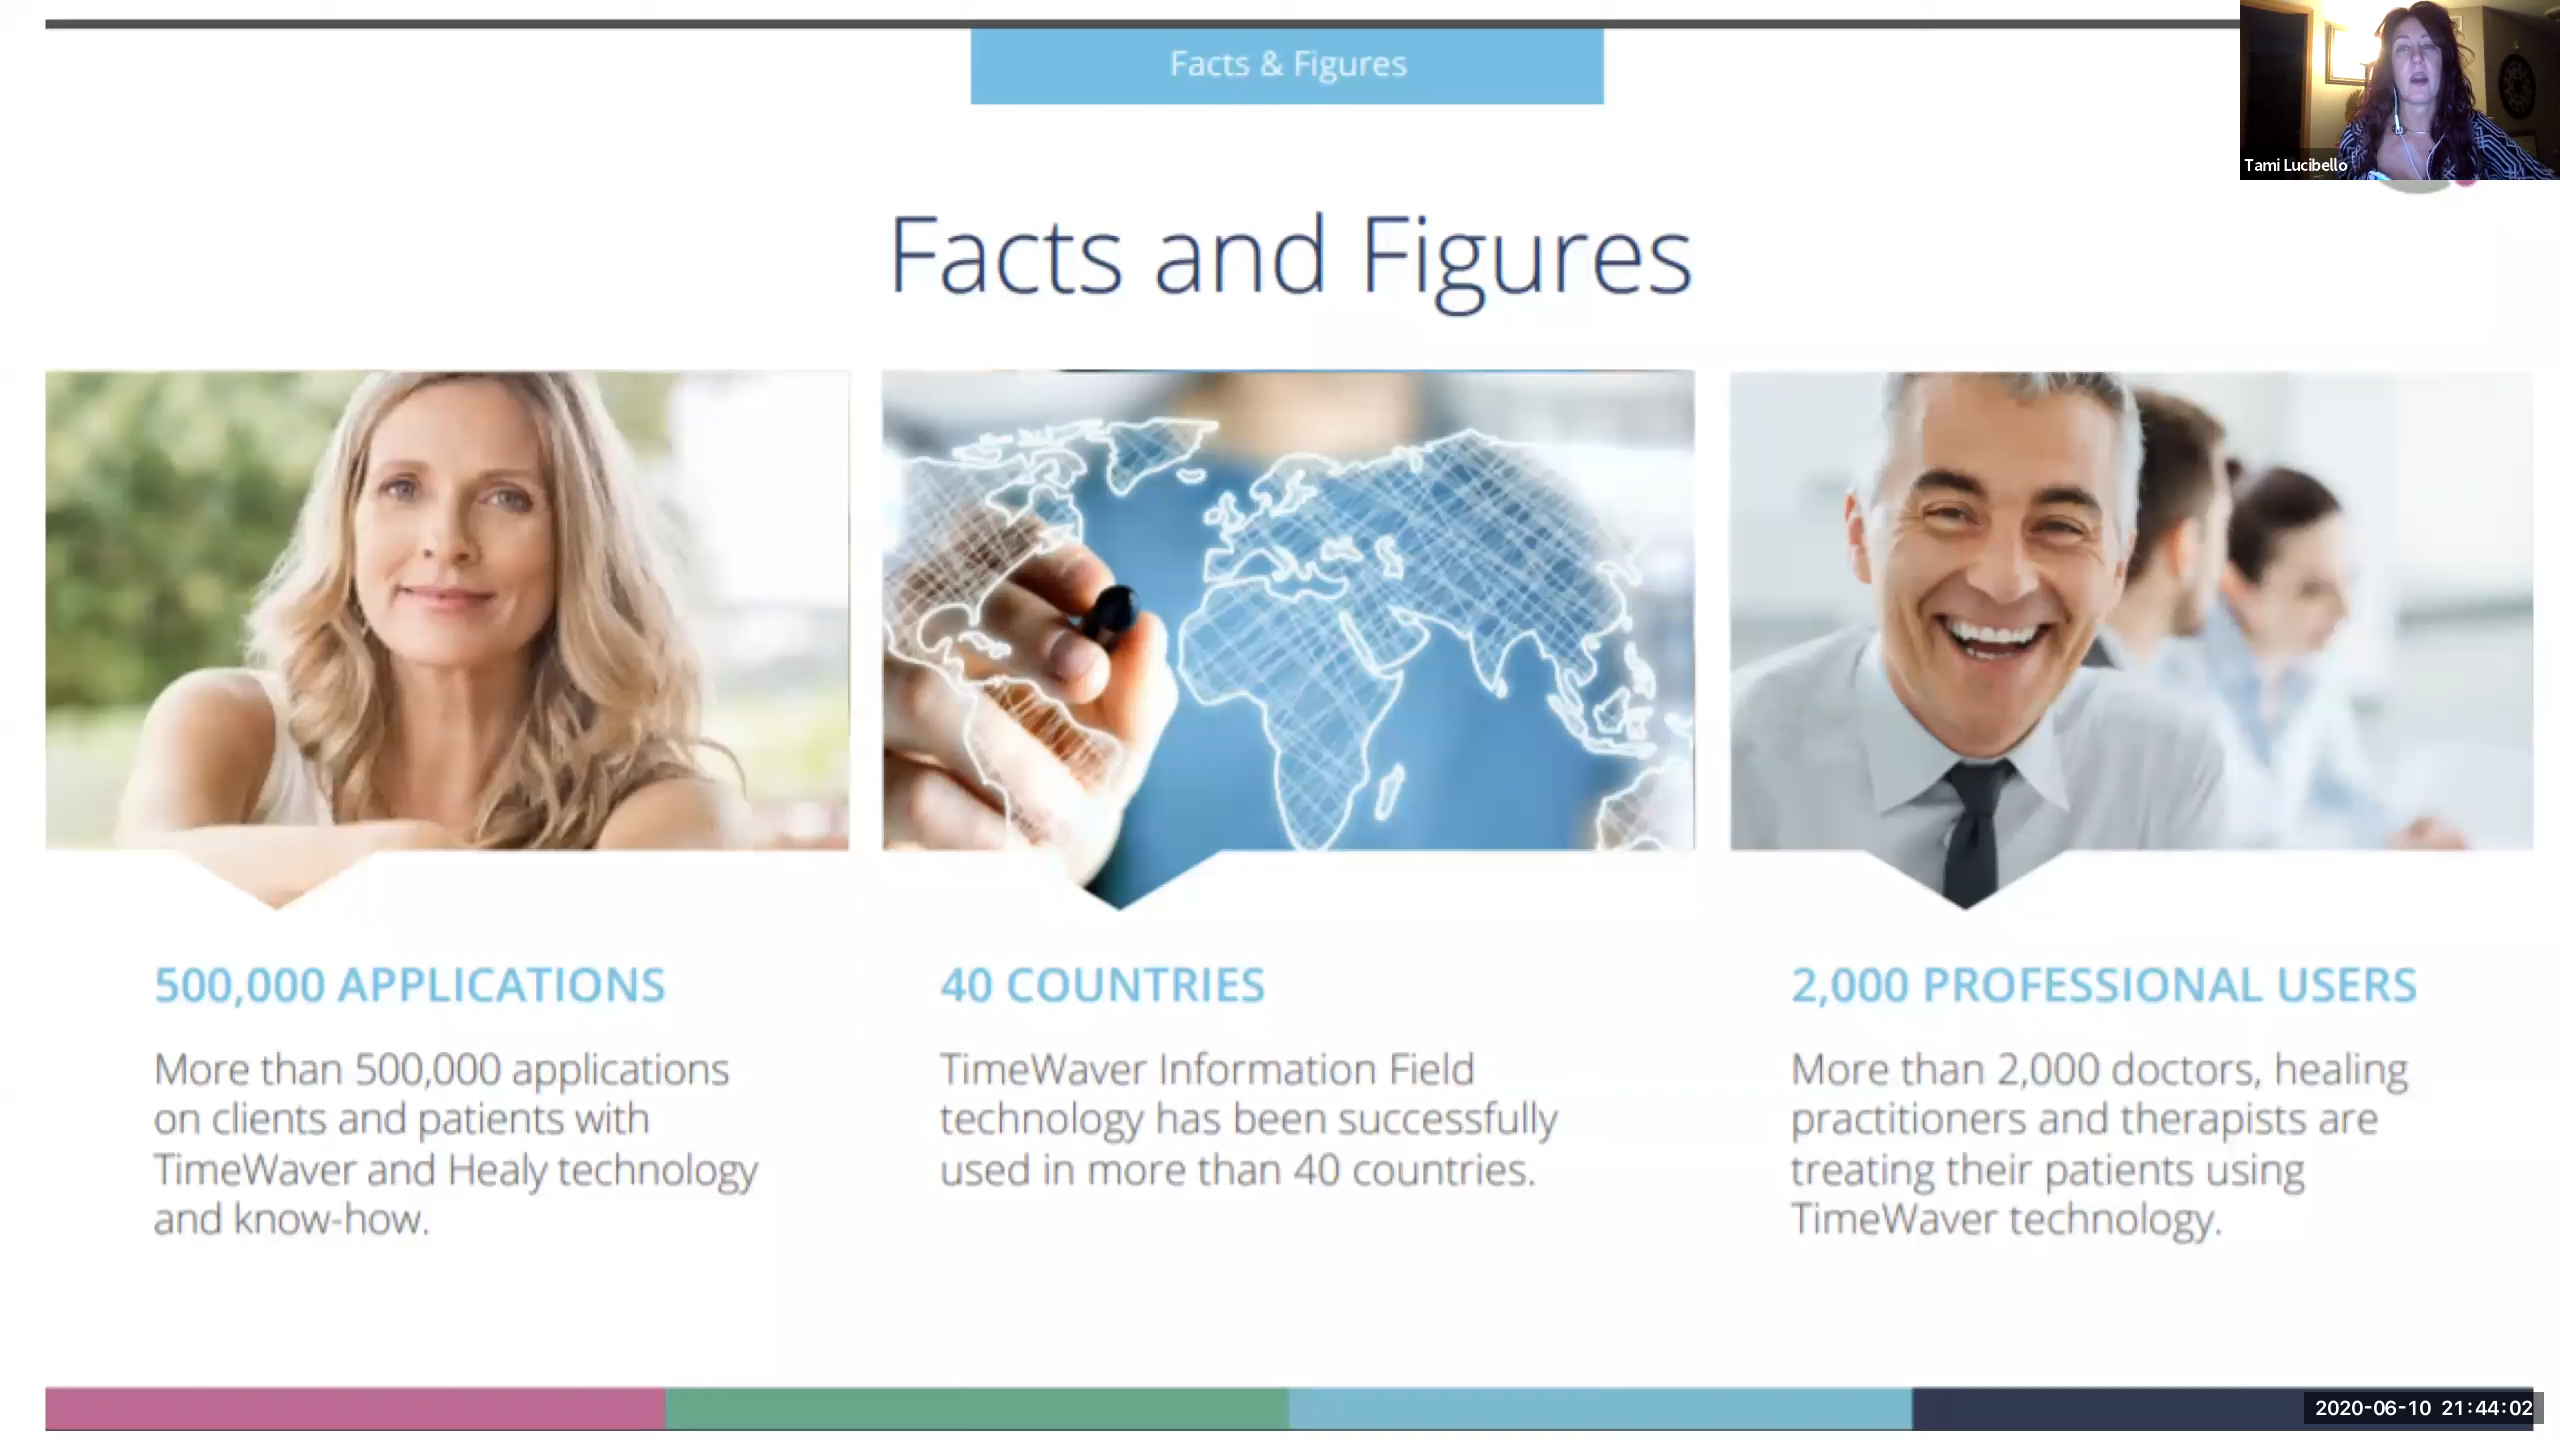 Facts & Figures
Tami Lucibello
Facts and Figures
500,000 APPLICATIONS
More than 500,000 applications
on clients and patients with
TimeWaver and Healy technology
and know-how.
40 COUNTRIES
TimeWaver Information Field
technology has been successfully
used in more than 40 countries.
2,000 PROFESSIONAL USERS
More than 2,000 doctors, healing
practitioners and therapists are
treating their patients using
TimeWaver technology.
2020-06-10 21:44:02